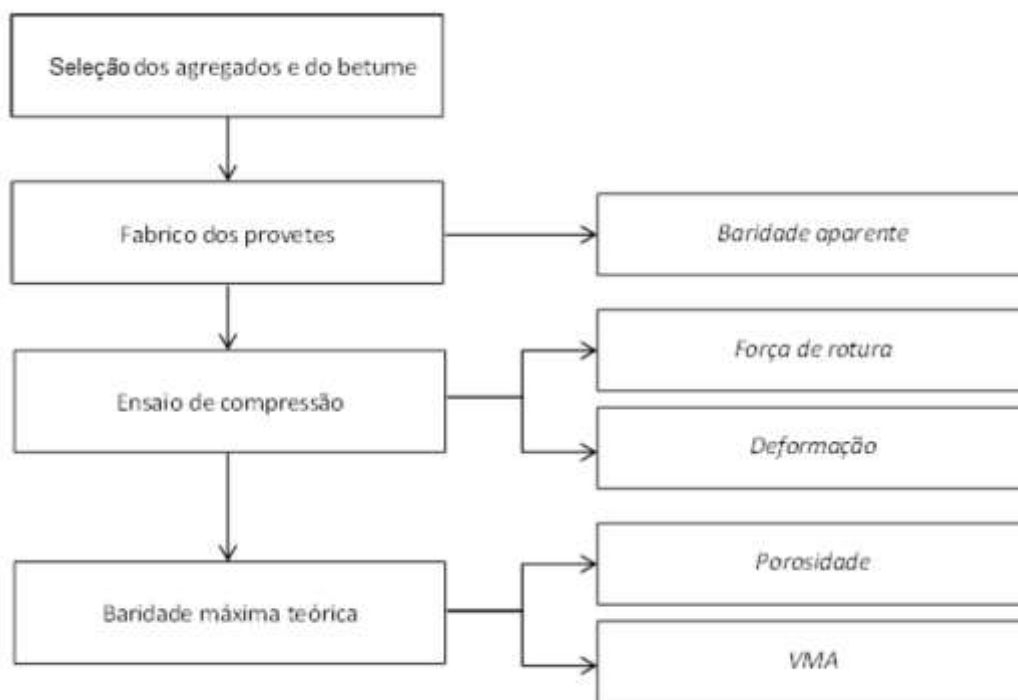 Seleção dos agregados e do betume
Fabrico dos provetes
Baridade aparente
Ensaio de compressão
Força de rotura
Deformação
Baridade máxima teórica
Porosidade
VMA